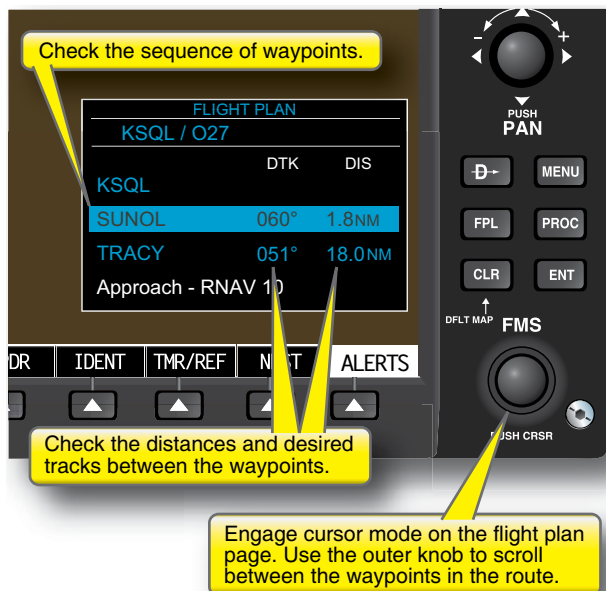 Check the sequence of waypoints.
FLIGHT PLAN
KSQL / O27
DTK DIS
KSQL
SUNOL 060° 1.8NM
TRACY 051° 18.0NM
Approach - RNAV 10
IDENT TMR/REF ALERTS
Check the distances and desired
tracks between the waypoints.
- +
PUSH
PAN
D MENU
FPL PROC
CLR ENT
DFLT MAP FMS
PUSH CRSR
Engage cursor mode on the flight plan
page. Use the outer knob to scroll
between the waypoints in the route.